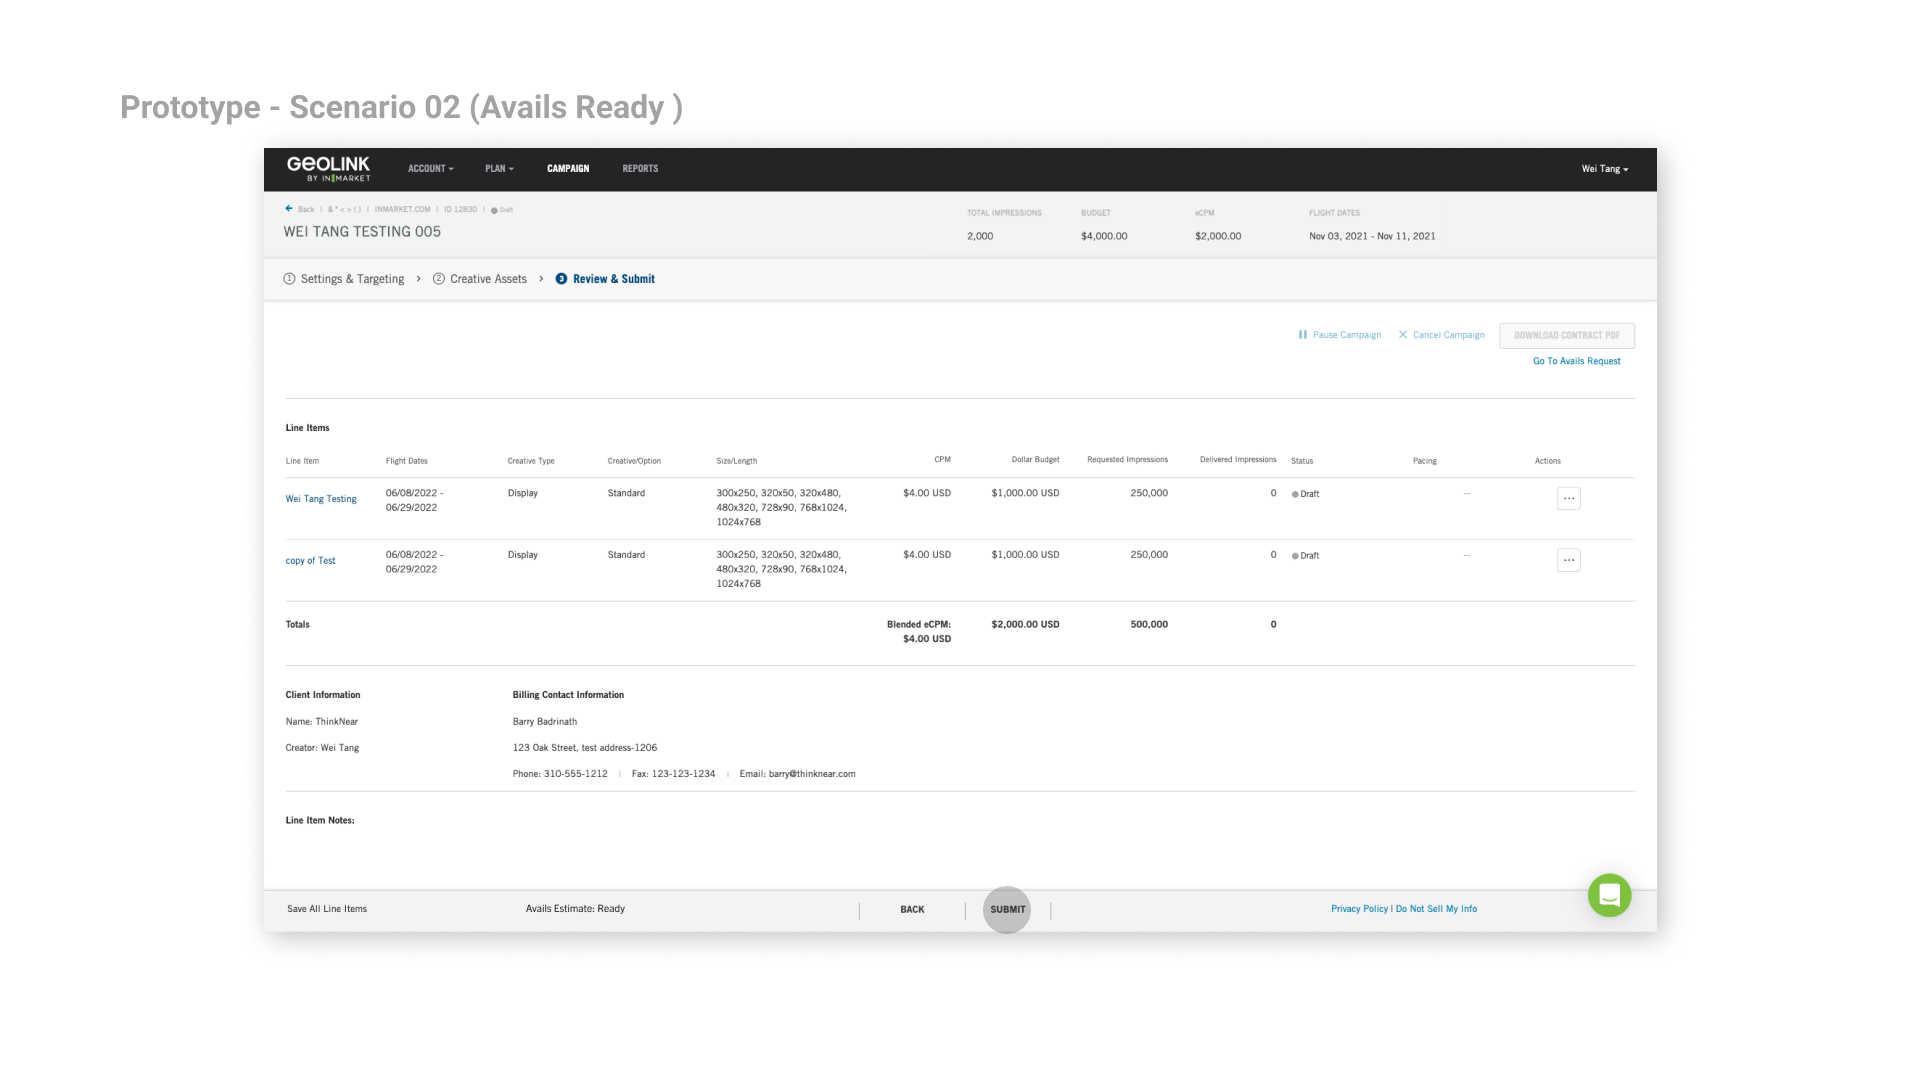 Prototype - Scenario 02 (Avails Ready )
GEOLINK
BY INMARKET
ACCOUNT
PLAN
CAMPAIGN
REPORTS
Wei Tang
Back | & * < > ( ) | INMARKET.COM | ID 12830 | Draft
WEI TANG TESTING 005
TOTAL IMPRESSIONS
2,000
BUDGET
$4,000.00
eCPM
$2,000.00
FLIGHT DATES
Nov 03, 2021 - Nov 11, 2021
1 Settings & Targeting > 2 Creative Assets > 3 Review & Submit
Pause Campaign
Cancel Campaign
DOWNLOAD CONTRACT PDF
Go To Avails Request
Line Items
Line Item Flight Dates Creative Type Creative/Option Size/Length CPM Dollar Budget Requested Impressions Delivered Impressions Status Pacing Actions
Wei Tang Testing 06/08/2022 - Display Standard 300x250, 320x50, 320x480, $4.00 USD $1,000.00 USD 250,000 0 Draft -- ...
06/29/2022 480x320, 728x90, 768x1024,
1024x768
copy of Test 06/08/2022 - Display Standard 300x250, 320x50, 320x480, $4.00 USD $1,000.00 USD 250,000 0 Draft -- ...
06/29/2022 480x320, 728x90, 768x1024,
1024x768
Totals Blended eCPM: $2,000.00 USD 500,000 0
$4.00 USD
Client Information
Name: ThinkNear
Creator: Wei Tang
Billing Contact Information
Barry Badrinath
123 Oak Street, test address-1206
Phone: 310-555-1212 | Fax: 123-123-1234 | Email: barry@thinknear.com
Line Item Notes:
Save All Line Items
Avails Estimate: Ready
BACK
SUBMIT
Privacy Policy | Do Not Sell My Info